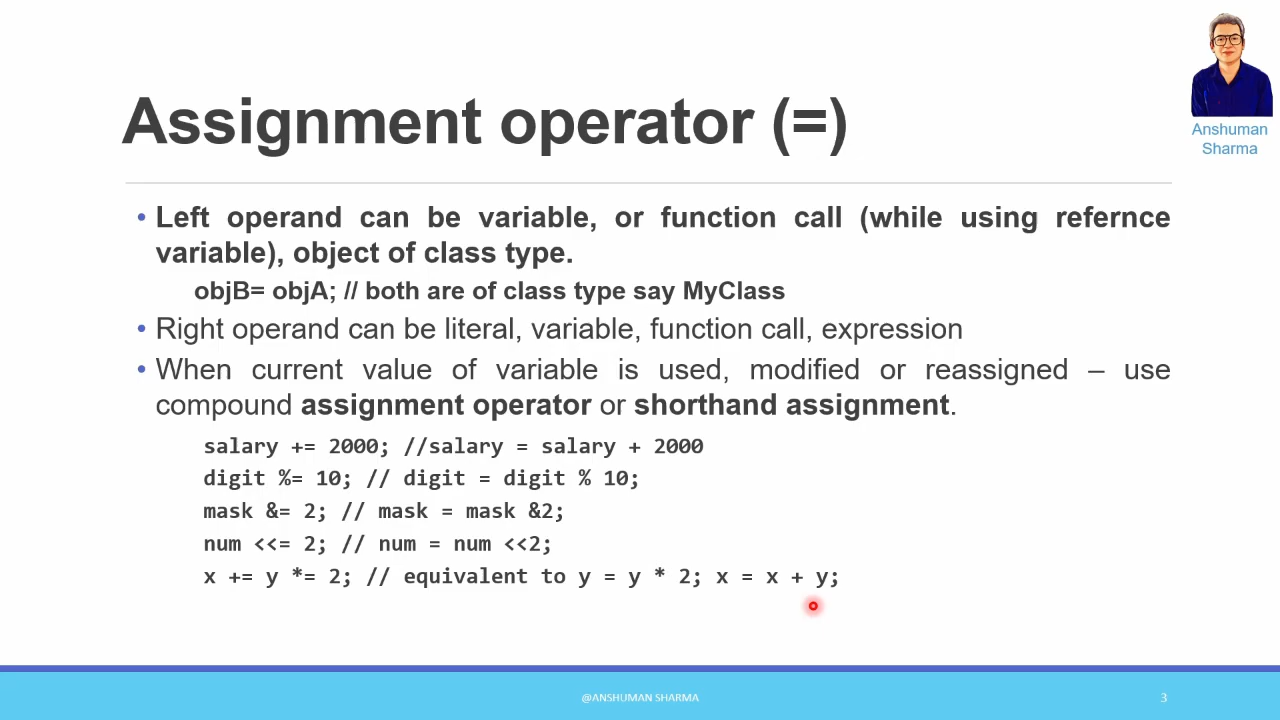 Assignment operator (=)
Anshuman
Sharma
• Left operand can be variable, or function call (while using refernce
variable), object of class type.
objB= objA; // both are of class type say MyClass
• Right operand can be literal, variable, function call, expression
• When current value of variable is used, modified or reassigned – use
compound assignment operator or shorthand assignment.
salary += 2000; //salary = salary + 2000
digit %= 10; // digit = digit % 10;
mask &= 2; // mask = mask &2;
num <<= 2; // num = num <<2;
x += y *= 2; // equivalent to y = y * 2; x = x + y;
@ANSHUMAN SHARMA
3